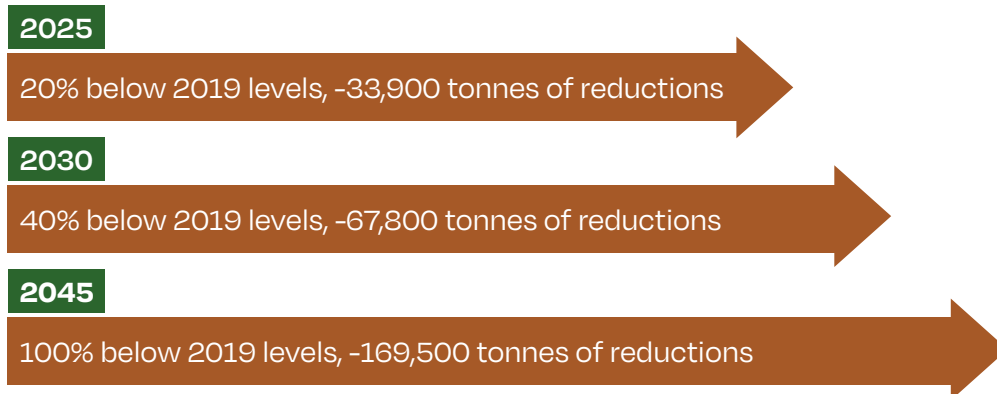 2025
20% below 2019 levels, -33,900 tonnes of reductions
2030
40% below 2019 levels, -67,800 tonnes of reductions
2045
100% below 2019 levels, -169,500 tonnes of reductions